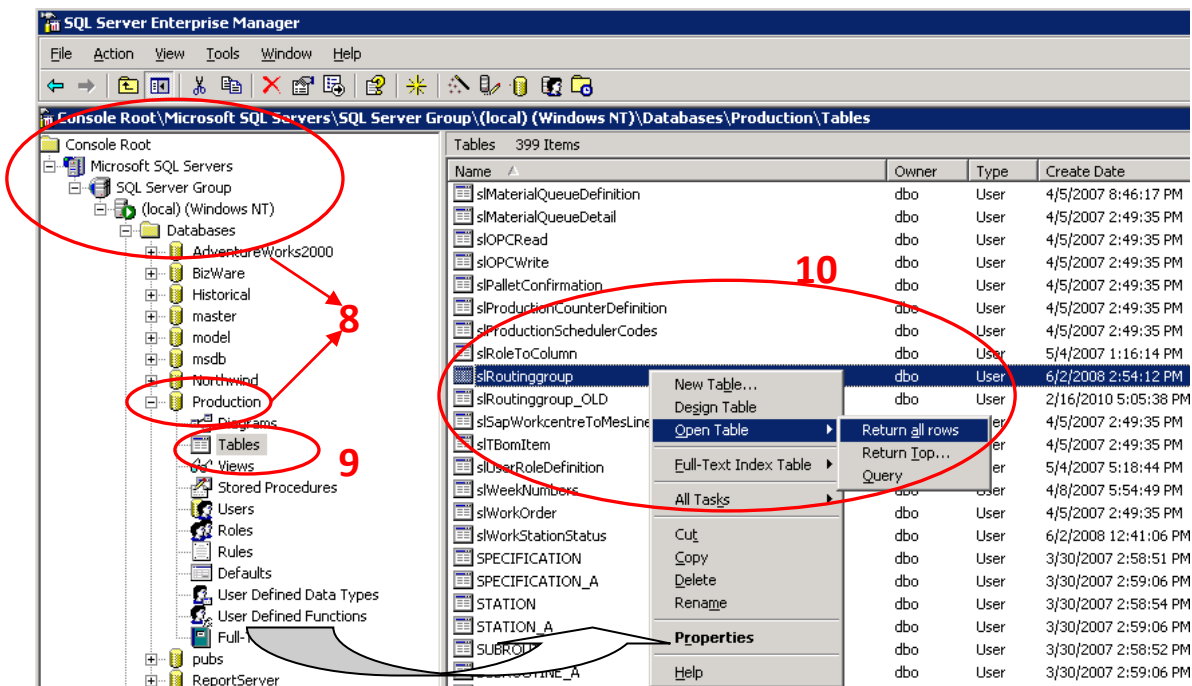 SQL Server Enterprise Manager
File Action View Tools Window Help
Console Root\Microsoft SQL Servers\SQL Server Group\(local) (Windows NT)\Databases\Production\Tables
Console Root
Microsoft SQL Servers
SQL Server Group
(local) (Windows NT)
Databases
AdventureWorks2000
BizWare
Historical
master
model
msdb
Northwind
Production
Diagrams
Tables
Views
Stored Procedures
Users
Roles
Rules
Defaults
User Defined Data Types
User Defined Functions
Full-
pubs
ReportServer
8
9
10
Tables 399 Items
Name Owner Type Create Date
slMaterialQueueDefinition dbo User 4/5/2007 8:46:17 PM
slMaterialQueueDetail dbo User 4/5/2007 2:49:35 PM
slOPCRead dbo User 4/5/2007 2:49:35 PM
slOPCWrite dbo User 4/5/2007 2:49:35 PM
slPalletConfirmation dbo User 4/5/2007 2:49:35 PM
slProductionCounterDefinition dbo User 4/5/2007 2:49:35 PM
slProductionSchedulerCodes dbo User 4/5/2007 2:49:35 PM
slRoleToColumn dbo User 5/4/2007 1:16:14 PM
slRoutinggroup dbo User 6/2/2008 2:54:12 PM
slRoutinggroup_OLD dbo User 2/16/2010 5:05:38 PM
slSapWorkcentreToMesLine er 4/5/2007 2:49:35 PM
slTBomItem er 4/5/2007 2:49:35 PM
slUserRoleDefinition er 5/4/2007 5:18:44 PM
slWeekNumbers dbo User 4/8/2007 5:54:49 PM
slWorkOrder dbo User 4/5/2007 2:49:35 PM
slWorkStationStatus dbo User 6/2/2008 12:41:06 PM
SPECIFICATION dbo User 3/30/2007 2:58:51 PM
SPECIFICATION_A dbo User 3/30/2007 2:59:06 PM
STATION dbo User 3/30/2007 2:58:54 PM
STATION_A dbo User 3/30/2007 2:59:06 PM
SUBROU dbo User 3/30/2007 2:58:52 PM
TINE_A dbo User 3/30/2007 2:59:06 PM
New Table...
Design Table
Open Table
Full-Text Index Table
All Tasks
Cut
Copy
Delete
Rename
Properties
Help
Return all rows
Return Top...
Query